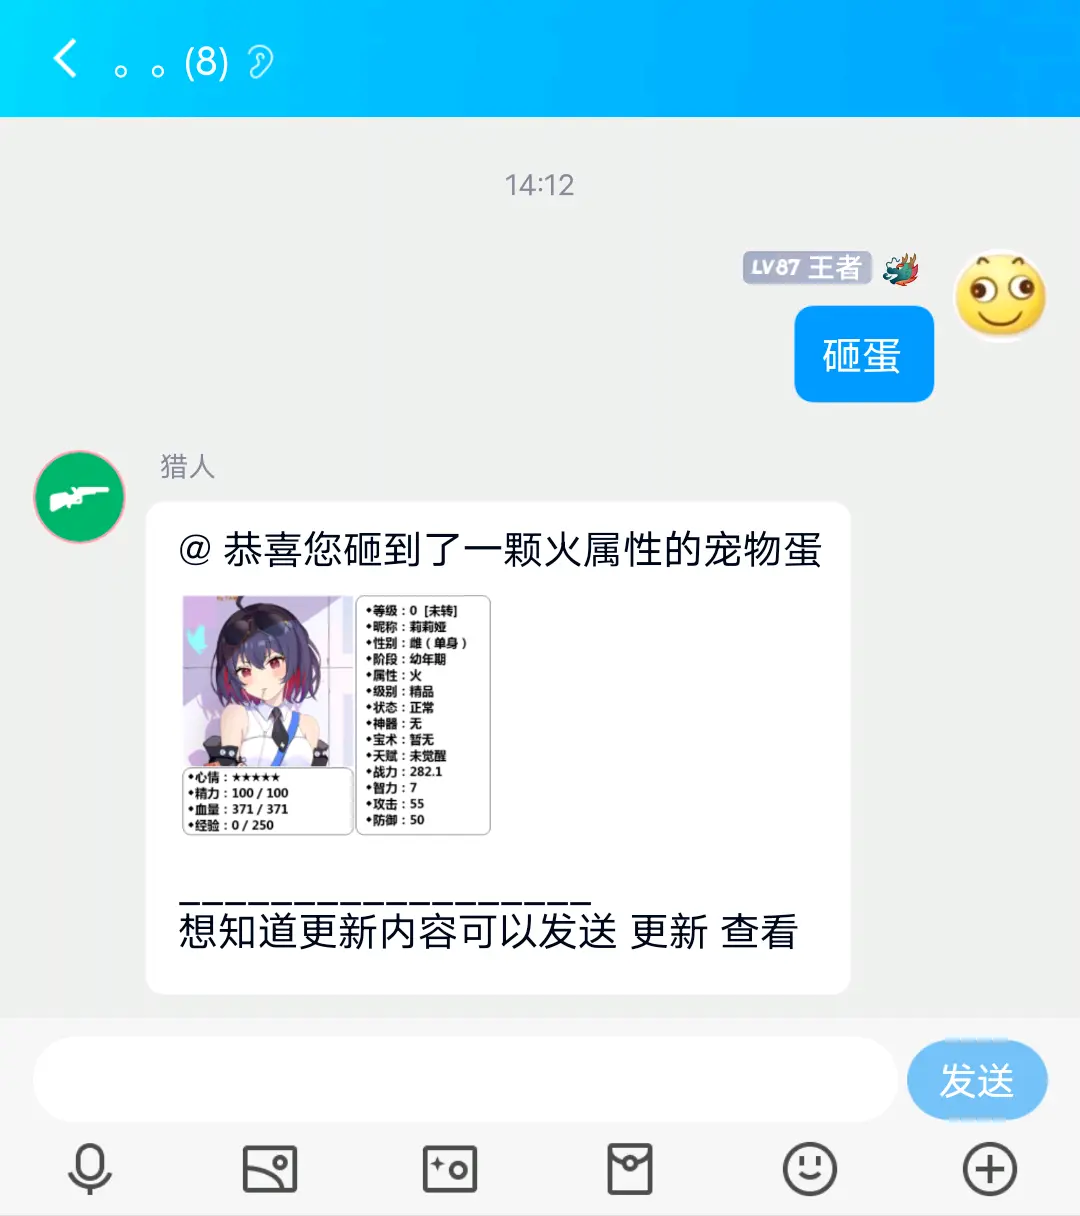 。。(8)
14:12
LV87 王者
砸蛋
猎人
@ 恭喜您砸到了一颗火属性的宠物蛋
◆等级：0 [未转]
◆昵称：莉莉娅
◆性别：雌（单身）
◆阶段：幼年期
◆属性：火
◆级别：精品
◆状态：正常
◆神器：无
◆宝术：暂无
◆天赋：未觉醒
◆战力：282.1
◆智力：7
◆攻击：55
◆防御：50
◆心情：★★★★★
◆精力：100 / 100
◆血量：371 / 371
◆经验：0 / 250
__________________
想知道更新内容可以发送 更新 查看
发送